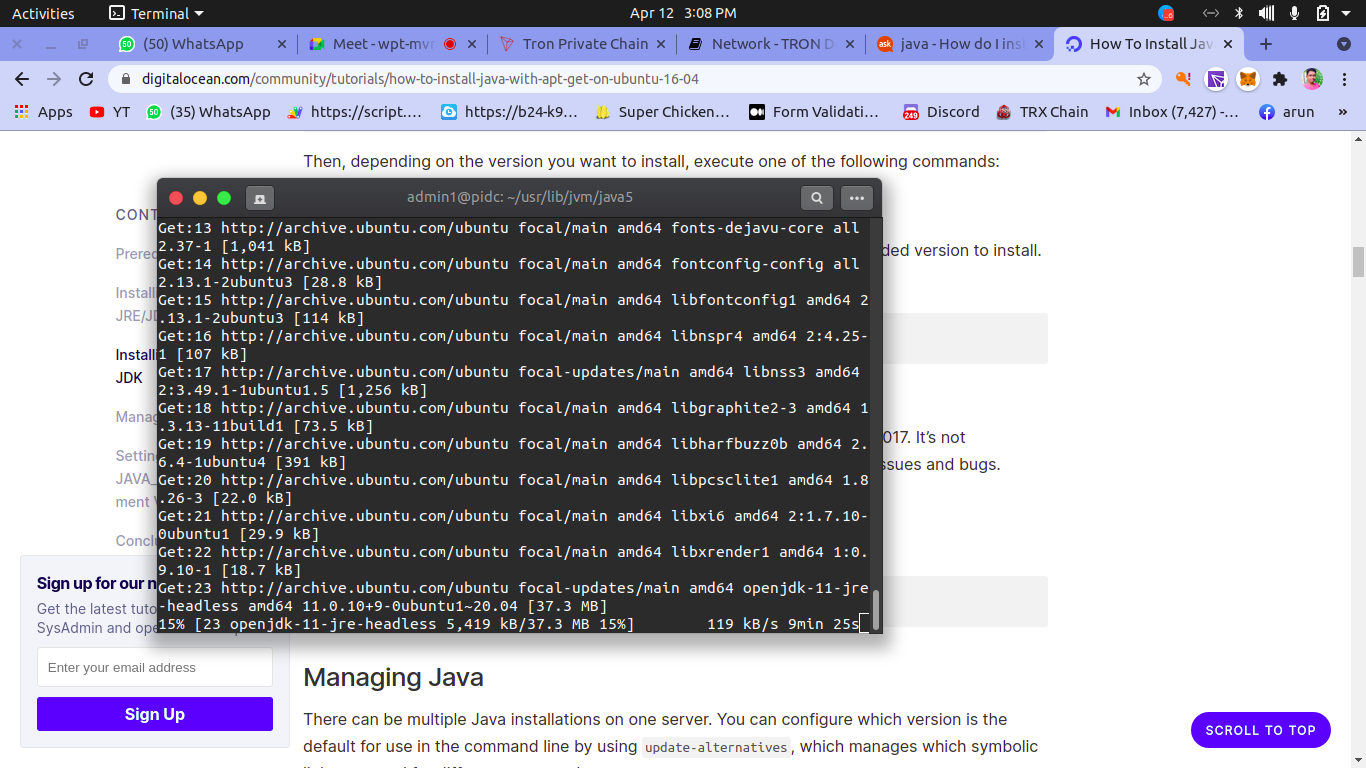 Activities
Terminal
Apr 12 3:08 PM
(50) WhatsApp
Meet - wpt-mvr
Tron Private Chain
Network - TRON D
java - How do I ins
How To Install Jav
digitalocean.com/community/tutorials/how-to-install-java-with-apt-get-on-ubuntu-16-04
Apps
YT
(35) WhatsApp
https://script....
https://b24-k9...
Super Chicken...
Form Validati...
249
Discord
TRX Chain
Inbox (7,427) -...
arun
»
Then, depending on the version you want to install, execute one of the following commands:
CONT
Prerec
Install
JRE/JD
Install
JDK
Manag
Settin
JAVA_
ment V
Conclu
ded version to install.
017. It’s not
ssues and bugs.
admin1@pidc: ~/usr/lib/jvm/java5
Get:13 http://archive.ubuntu.com/ubuntu focal/main amd64 fonts-dejavu-core all
2.37-1 [1,041 kB]
Get:14 http://archive.ubuntu.com/ubuntu focal/main amd64 fontconfig-config all
2.13.1-2ubuntu3 [28.8 kB]
Get:15 http://archive.ubuntu.com/ubuntu focal/main amd64 libfontconfig1 amd64 2
.13.1-2ubuntu3 [114 kB]
Get:16 http://archive.ubuntu.com/ubuntu focal/main amd64 libnspr4 amd64 2:4.25-
1 [107 kB]
Get:17 http://archive.ubuntu.com/ubuntu focal-updates/main amd64 libnss3 amd64
2:3.49.1-1ubuntu1.5 [1,256 kB]
Get:18 http://archive.ubuntu.com/ubuntu focal/main amd64 libgraphite2-3 amd64 1
.3.13-11build1 [73.5 kB]
Get:19 http://archive.ubuntu.com/ubuntu focal/main amd64 libharfbuzz0b amd64 2.
6.4-1ubuntu4 [391 kB]
Get:20 http://archive.ubuntu.com/ubuntu focal/main amd64 libpcsclite1 amd64 1.8
.26-3 [22.0 kB]
Get:21 http://archive.ubuntu.com/ubuntu focal/main amd64 libxi6 amd64 2:1.7.10-
0ubuntu1 [29.9 kB]
Get:22 http://archive.ubuntu.com/ubuntu focal/main amd64 libxrender1 amd64 1:0.
9.10-1 [18.7 kB]
Get:23 http://archive.ubuntu.com/ubuntu focal-updates/main amd64 openjdk-11-jre
-headless amd64 11.0.10+9-0ubuntu1~20.04 [37.3 MB]
15% [23 openjdk-11-jre-headless 5,419 kB/37.3 MB 15%] 119 kB/s 9min 25s
Sign up for our n
Get the latest tuto
SysAdmin and ope
Enter your email address
Sign Up
Managing Java
There can be multiple Java installations on one server. You can configure which version is the
default for use in the command line by using update-alternatives, which manages which symbolic
SCROLL TO TOP